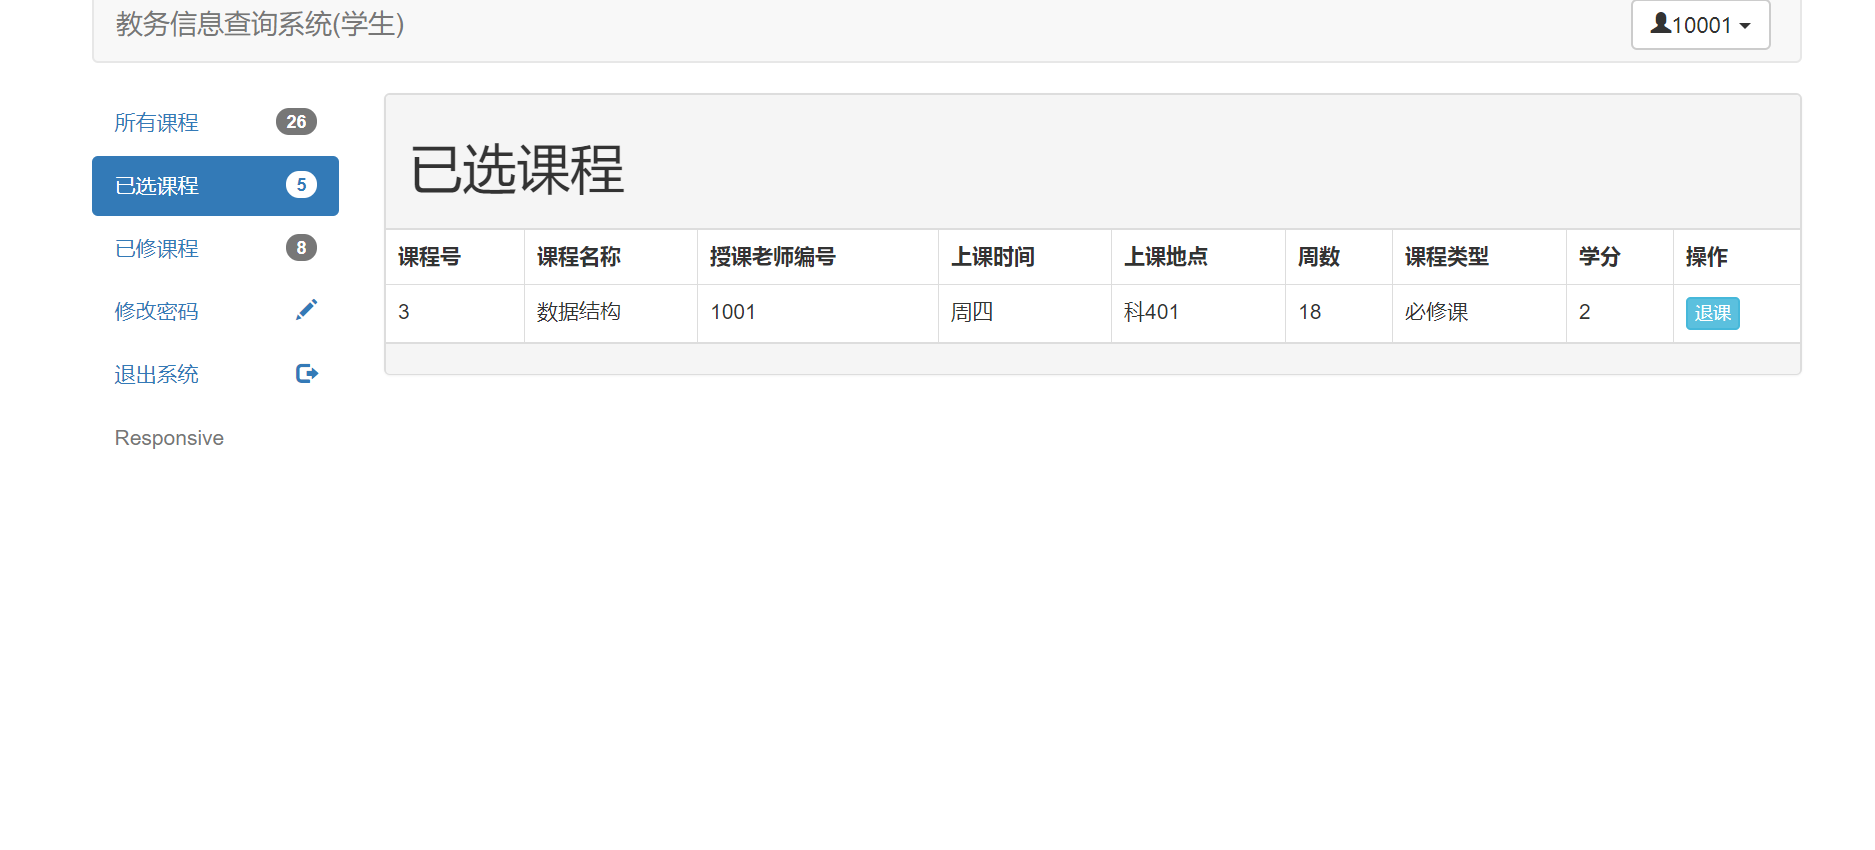 教务信息查询系统(学生)
10001
所有课程 26
已选课程 5
已修课程 8
修改密码
退出系统
Responsive
已选课程
课程号 课程名称 授课老师编号 上课时间 上课地点 周数 课程类型 学分 操作
3 数据结构 1001 周四 科401 18 必修课 2 退课